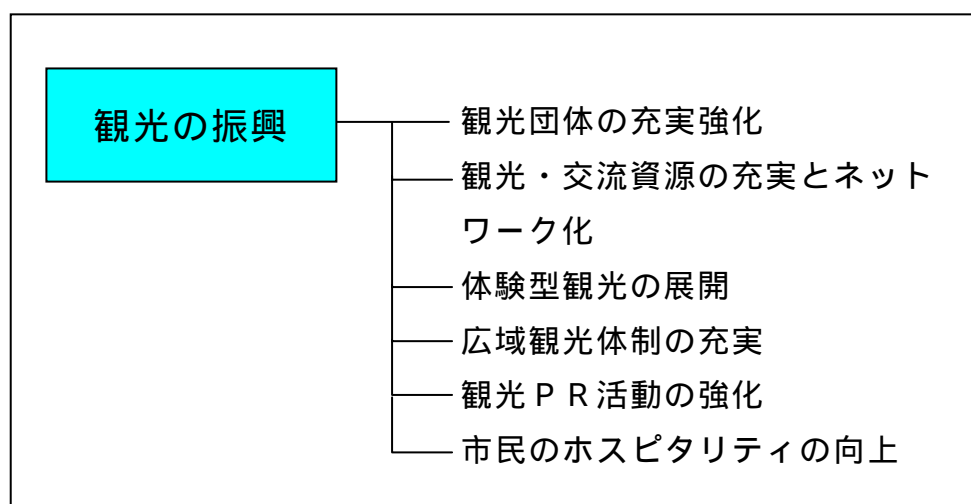 観光の振興
観光団体の充実強化
観光・交流資源の充実とネット
ワーク化
体験型観光の展開
広域観光体制の充実
観光ＰＲ活動の強化
市民のホスピタリティの向上